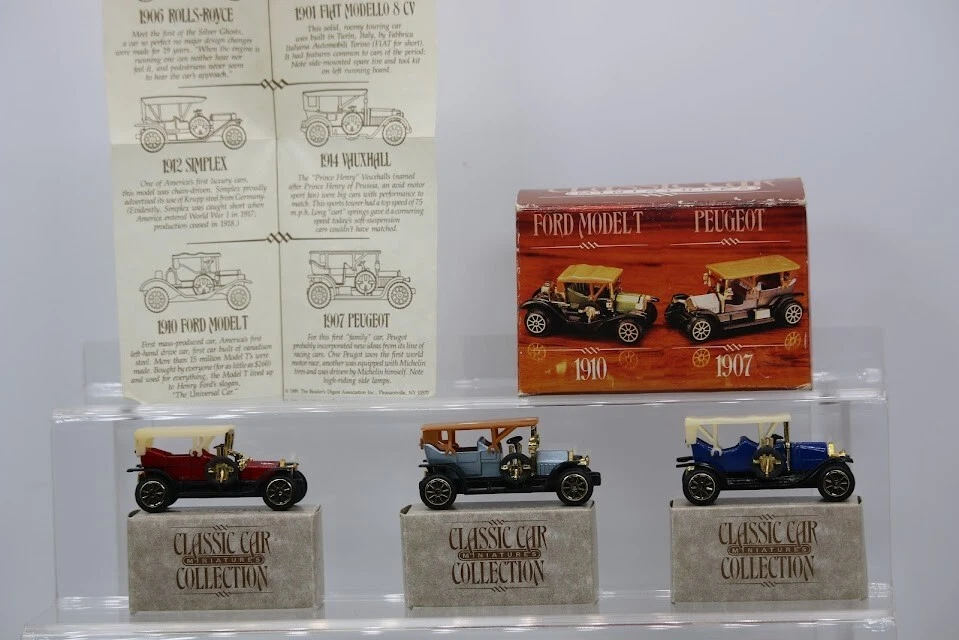 1906 ROLLS-ROYCE
Meet the first of the Silver Ghosts,
a car so perfect no major design changes
were made for 19 years. "When the engine is
running one can neither hear nor
feel it, and pedestrians never seem
to hear the car's approach."
1901 FIAT MODELLO 8 CV
This solid, roomy touring car
was built in Turin, Italy, by Fabbrica
Italiana Automobili Torino (FIAT for short).
It had features common to cars of the period:
Note side-mounted spare tire and tool kit
on left running board.
1912 SIMPLEX
One of America's first luxury cars,
this model was chain-driven. Simplex proudly
advertised its use of Krupp steel from Germany.
(Evidently, Simplex was caught short when
America entered World War I in 1917;
production ceased in 1918.)
1914 VAUXHALL
The "Prince Henry" Vauxhalls (named
after Prince Henry of Prussia, an avid motor
sport fan) were big cars with performance to
match. This sports tourer had a top speed of 75
m.p.h. Long "cart" springs gave it a cornering
speed today's soft-suspension
cars couldn't have matched.
1910 FORD MODEL T
First mass-produced car, America's first
left-hand drive car, first car built of vanadium
steel. More than 15 million Model T's were
made. Bought by everyone (for as little as $260)
and used for everything, the Model T lived up
to Henry Ford's slogan,
"The Universal Car."
1907 PEUGEOT
For this first "family" car, Peugot
probably incorporated new ideas from its line of
racing cars. One Peugot won the first world
motor race, another was equipped with Michelin
tires and was driven by Michelin himself. Note
high-riding side lamps.
The Reader's Digest Association Inc., Pleasantville, NY 10570
CLASSIC CAR
FORD MODEL T
PEUGEOT
1910
1907
CLASSIC CAR
MINIATURES
COLLECTION
CLASSIC CAR
MINIATURES
COLLECTION
CLASSIC CAR
MINIATURES
COLLECTION